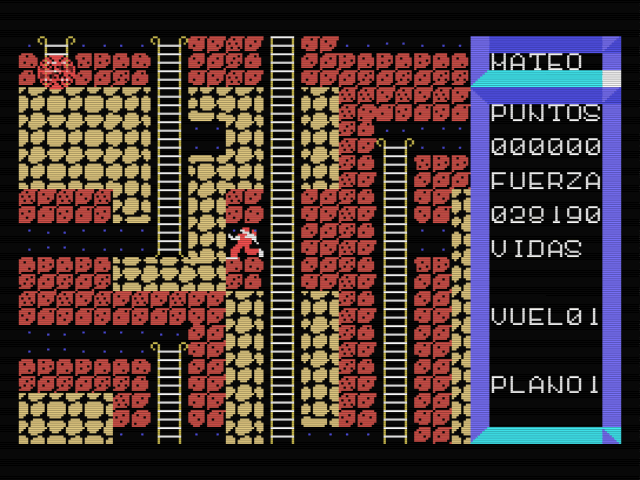 MATEO
PUNTOS
000000
FUERZA
029190
VIDAS
VUEL01
PLANO1